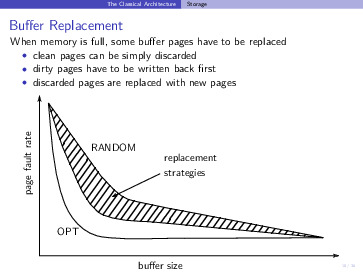 The Classical Architecture Storage
Buffer Replacement
When memory is full, some buffer pages have to be replaced
• clean pages can be simply discarded
• dirty pages have to be written back first
• discarded pages are replaced with new pages
page fault rate
RANDOM
replacement
strategies
OPT
buffer size